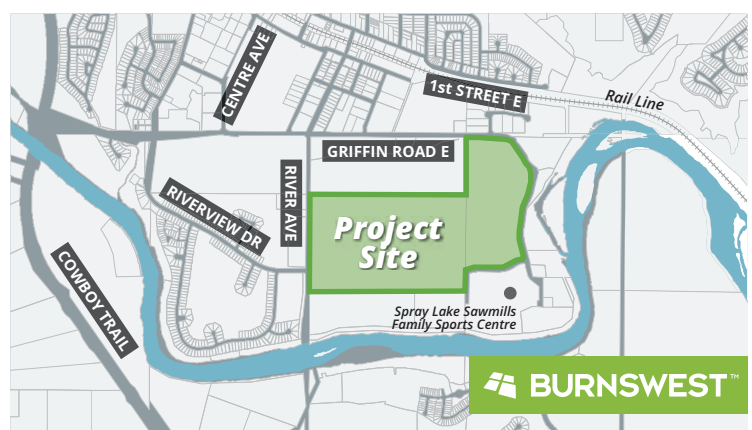 CENTRE AVE
1st STREET E
Rail Line
GRIFFIN ROAD E
RIVER AVE
RIVERVIEW DR
Project
Site
COWBOY TRAIL
Spray Lake Sawmills
Family Sports Centre
BURNSWEST™